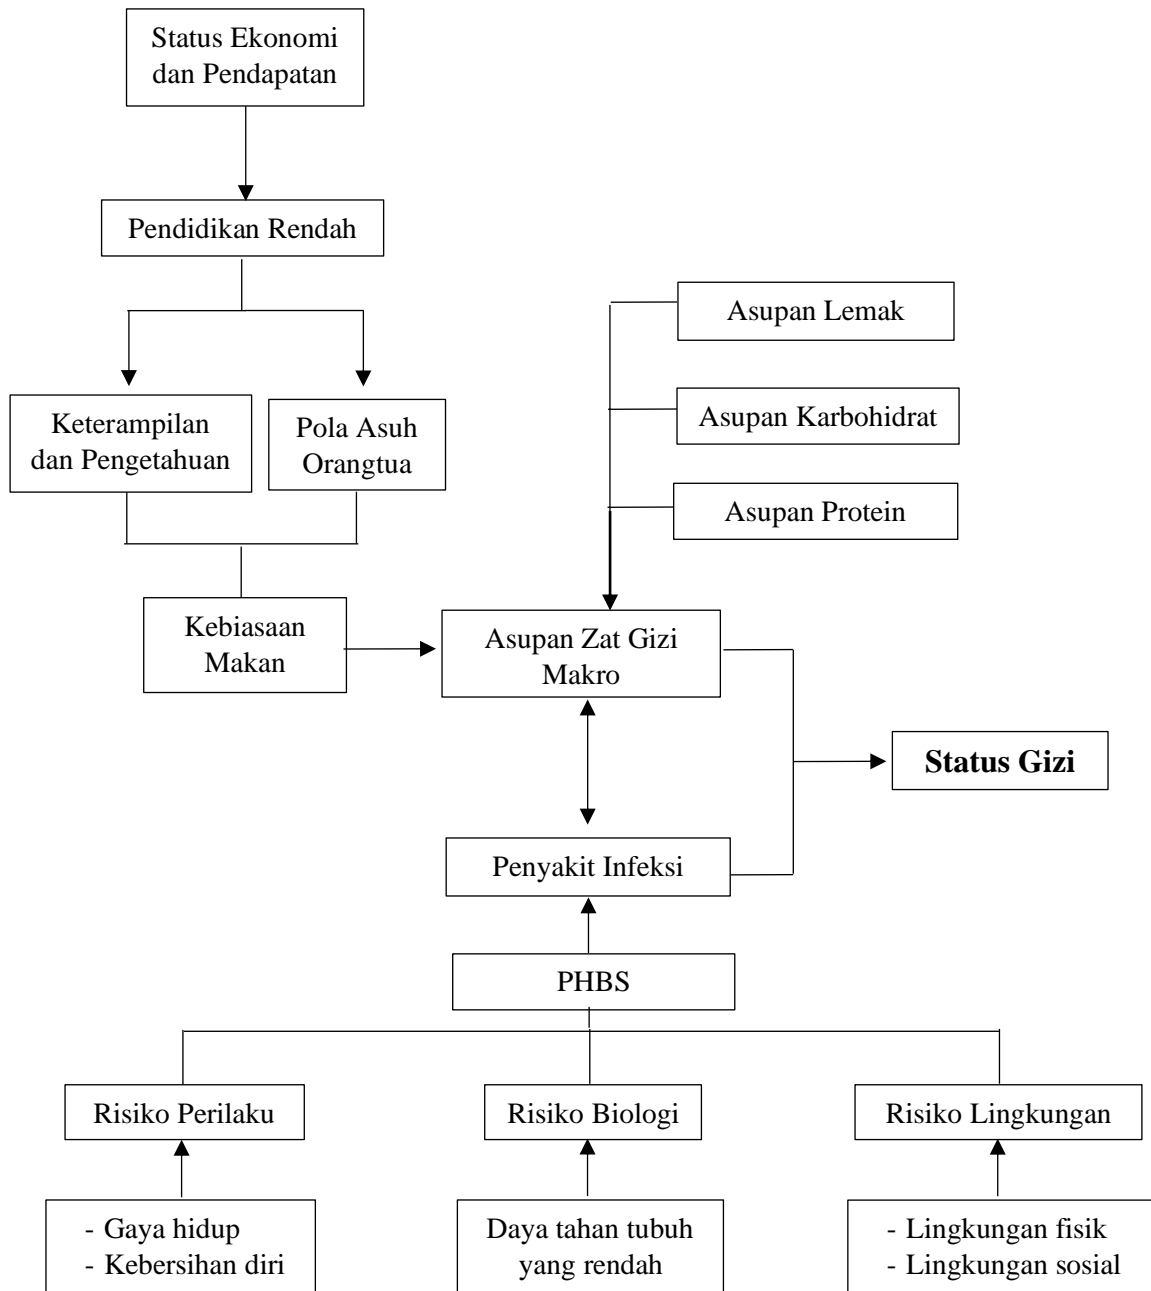 Status Ekonomi
dan Pendapatan
Pendidikan Rendah
Asupan Lemak
Keterampilan
dan Pengetahuan
Pola Asuh
Orangtua
Asupan Karbohidrat
Asupan Protein
Kebiasaan
Makan
Asupan Zat Gizi
Makro
Status Gizi
Penyakit Infeksi
PHBS
Risiko Perilaku
Risiko Biologi
Risiko Lingkungan
- Gaya hidup
- Kebersihan diri
Daya tahan tubuh
yang rendah
- Lingkungan fisik
- Lingkungan sosial